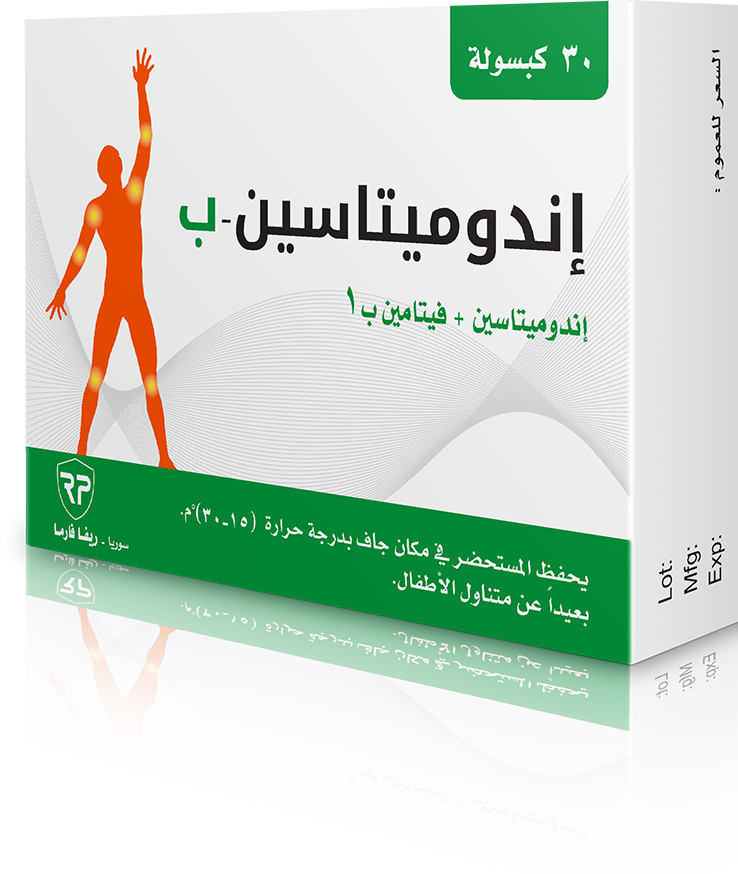 ٣٠ كبسولة
إندوميتاسين-ب
إندوميتاسين + فيتامين ب ١
يحفظ المستحضر في مكان جاف بدرجة حرارة (١٥-٣٠)°م.
بعيداً عن متناول الأطفال.
RP
سوريا - ريفا فارما
السعر للعموم :
Lot:
Mfg:
Exp: